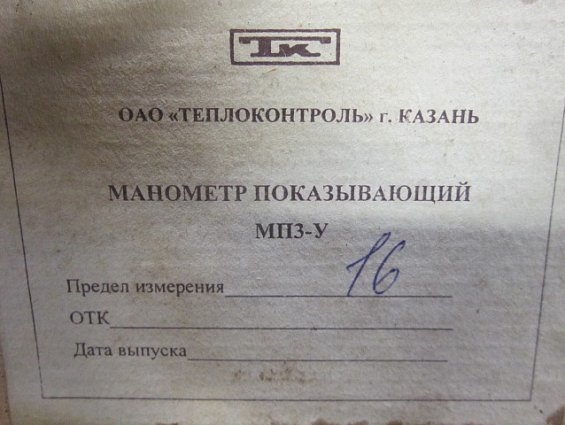 ТК
ОАО «ТЕПЛОКОНТРОЛЬ» г. КАЗАНЬ
МАНОМЕТР ПОКАЗЫВАЮЩИЙ
МП3-У
Предел измерения 16
ОТК
Дата выпуска